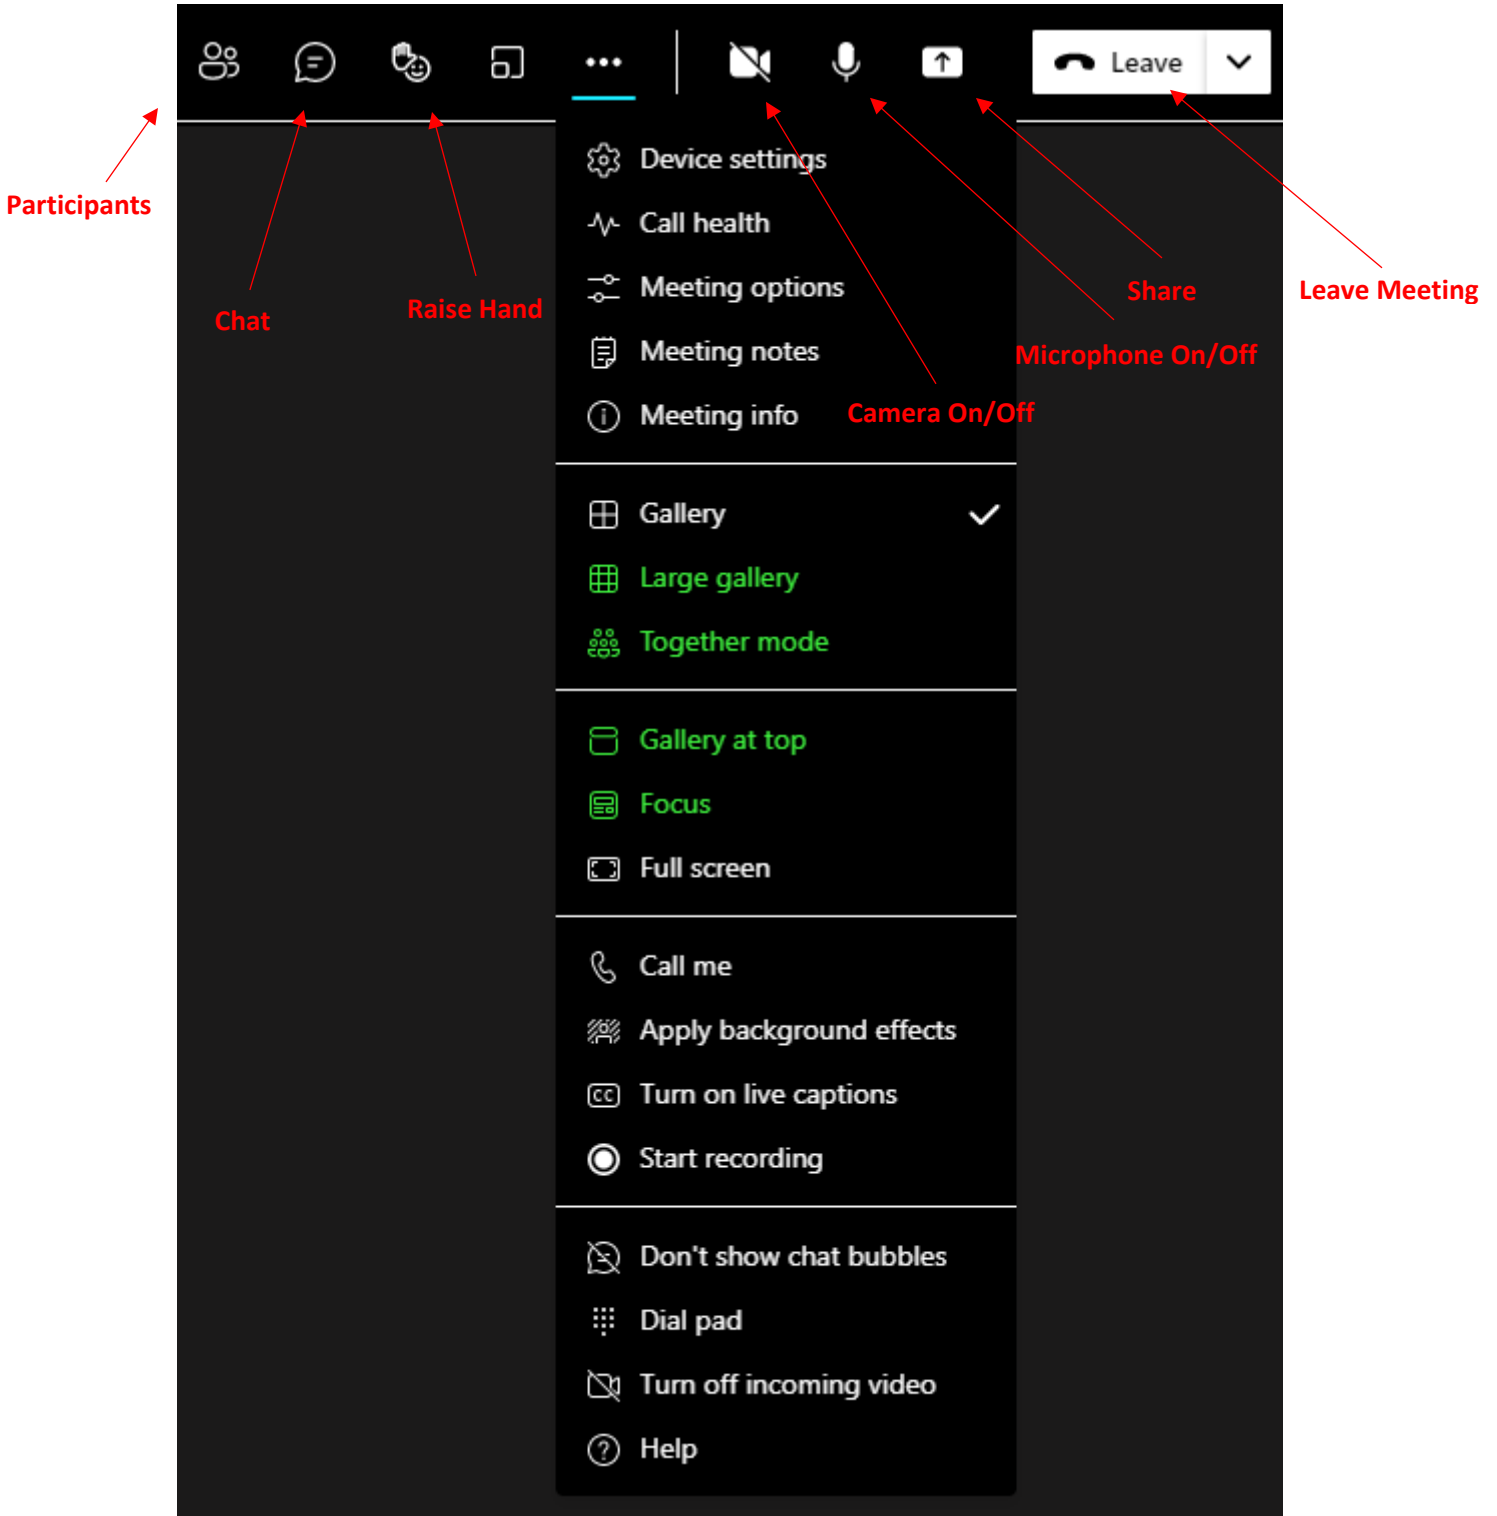 Leave
Participants
Chat
Raise Hand
Share
Leave Meeting
Microphone On/Off
Camera On/Off
Device settings
Call health
Meeting options
Meeting notes
Meeting info
Gallery
Large gallery
Together mode
Gallery at top
Focus
Full screen
Call me
Apply background effects
CC Turn on live captions
Start recording
Don't show chat bubbles
Dial pad
Turn off incoming video
Help